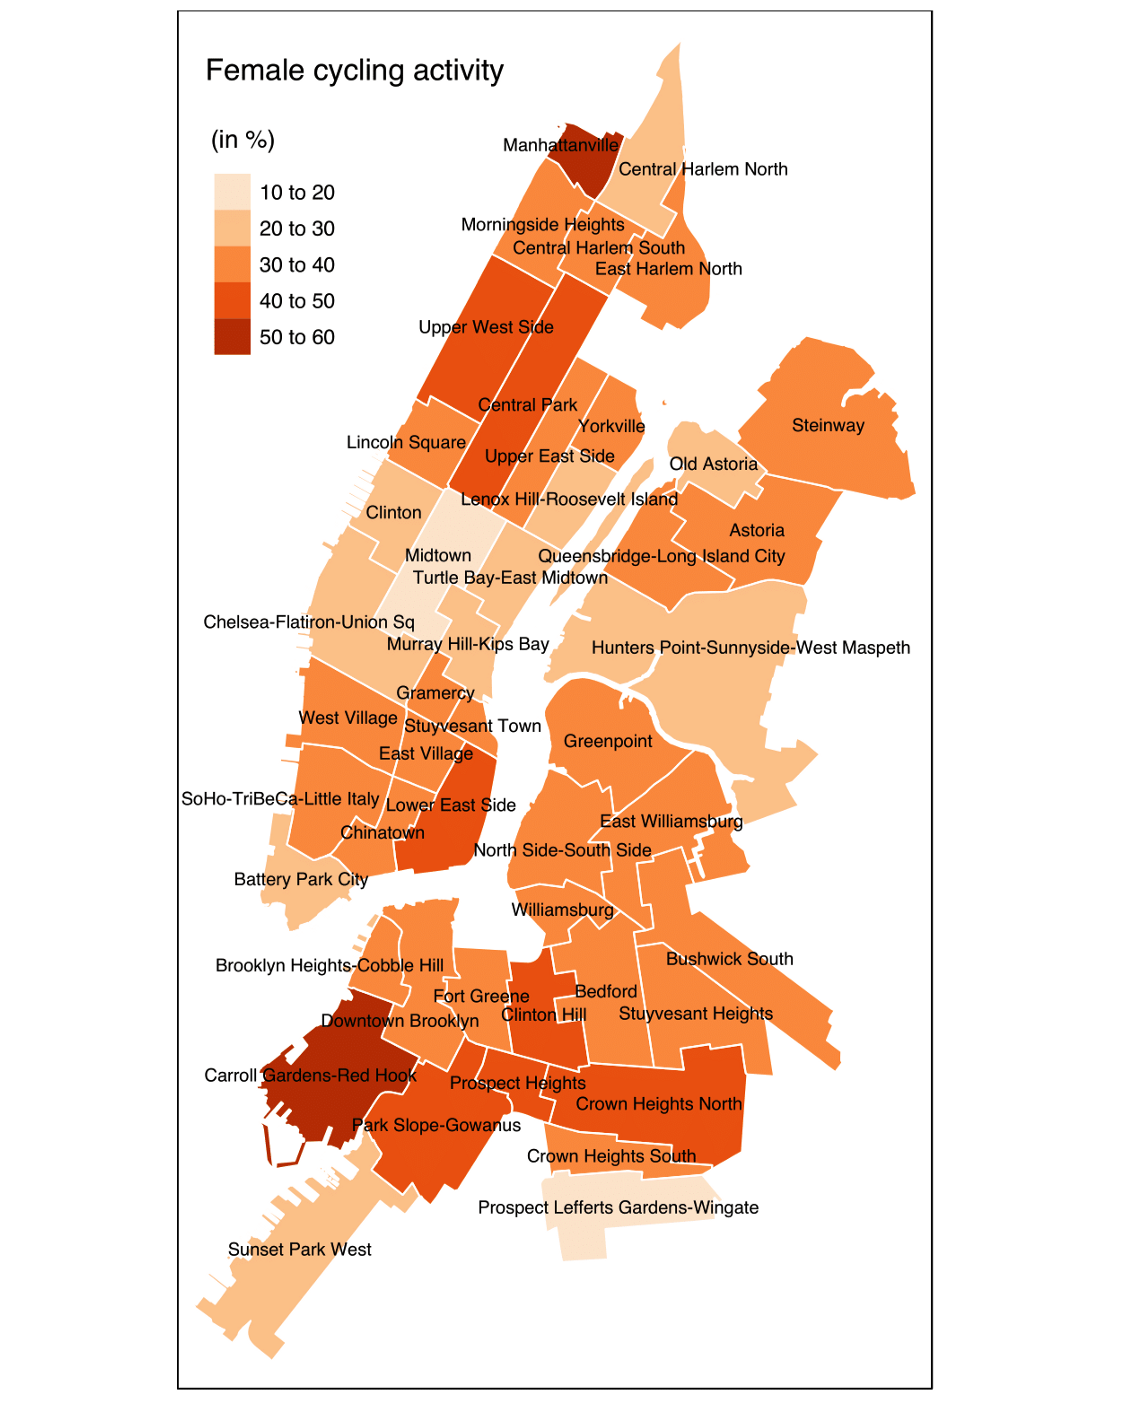 Female cycling activity
(in %)
10 to 20
20 to 30
30 to 40
40 to 50
50 to 60
Manhattanville
Central Harlem North
Morningside Heights
Central Harlem South
East Harlem North
Upper West Side
Central Park
Yorkville
Steinway
Lincoln Square
Upper East Side
Old Astoria
Lenox Hill-Roosevelt Island
Clinton
Astoria
Midtown
Queensbridge-Long Island City
Turtle Bay-East Midtown
Chelsea-Flatiron-Union Sq
Murray Hill-Kips Bay
Hunters Point-Sunnyside-West Maspeth
Gramercy
West Village
Stuyvesant Town
Greenpoint
East Village
SoHo-TriBeCa-Little Italy
Lower East Side
East Williamsburg
Chinatown
North Side-South Side
Battery Park City
Williamsburg
Brooklyn Heights-Cobble Hill
Bushwick South
Fort Greene
Bedford
Clinton Hill
Stuyvesant Heights
Downtown Brooklyn
Carroll Gardens-Red Hook
Prospect Heights
Crown Heights North
Park Slope-Gowanus
Crown Heights South
Prospect Lefferts Gardens-Wingate
Sunset Park West